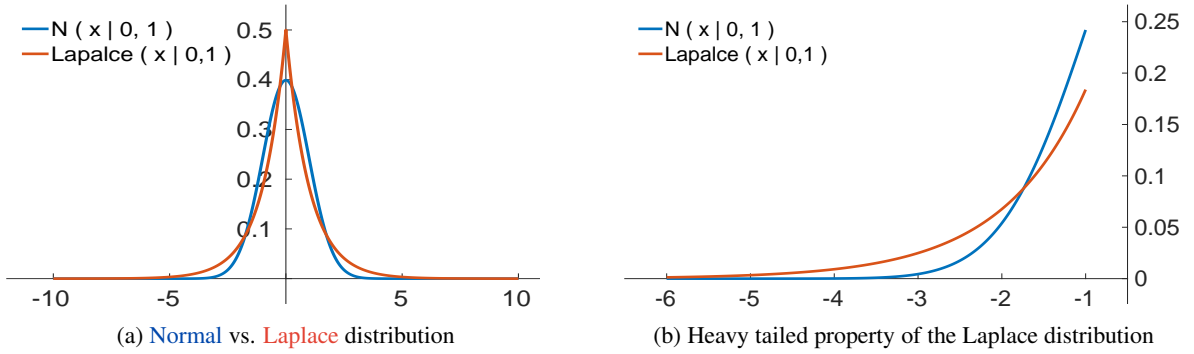 N ( x | 0, 1 )
Lapalce ( x | 0,1 )
0.5
0.4
0.3
0.2
0.1
-10 -5 5 10
(a) Normal vs. Laplace distribution
N ( x | 0, 1 )
Lapalce ( x | 0,1)
0.25
0.2
0.15
0.1
0.05
0
-6 -5 -4 -3 -2 -1
(b) Heavy tailed property of the Laplace distribution